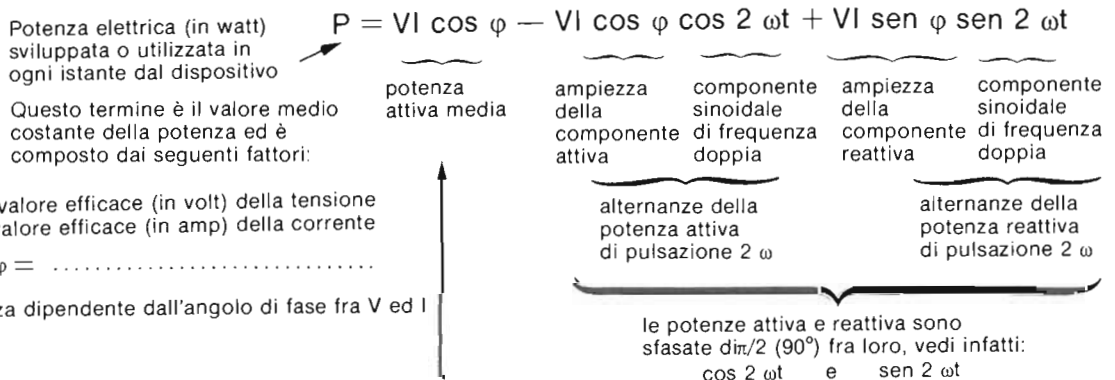 Potenza elettrica (in watt)
sviluppata o utilizzata in
ogni istante dal dispositivo
P = VI cos φ − VI cos φ cos 2 ωt + VI sen φ sen 2 ωt
potenza
attiva media
ampiezza
della
componente
attiva
componente
sinoidale
di frequenza
doppia
ampiezza
della
componente
reattiva
componente
sinoidale
di frequenza
doppia
Questo termine è il valore medio
costante della potenza ed è
composto dai seguenti fattori:
valore efficace (in volt) della tensione
valore efficace (in amp) della corrente
φ = ................................
dipendente dall'angolo di fase fra V ed I
alternanze della
potenza attiva
di pulsazione 2 ω
alternanze della
potenza reattiva
di pulsazione 2 ω
le potenze attiva e reattiva sono
sfasate di π/2 (90°) fra loro, vedi infatti:
cos 2 ωt e sen 2 ωt